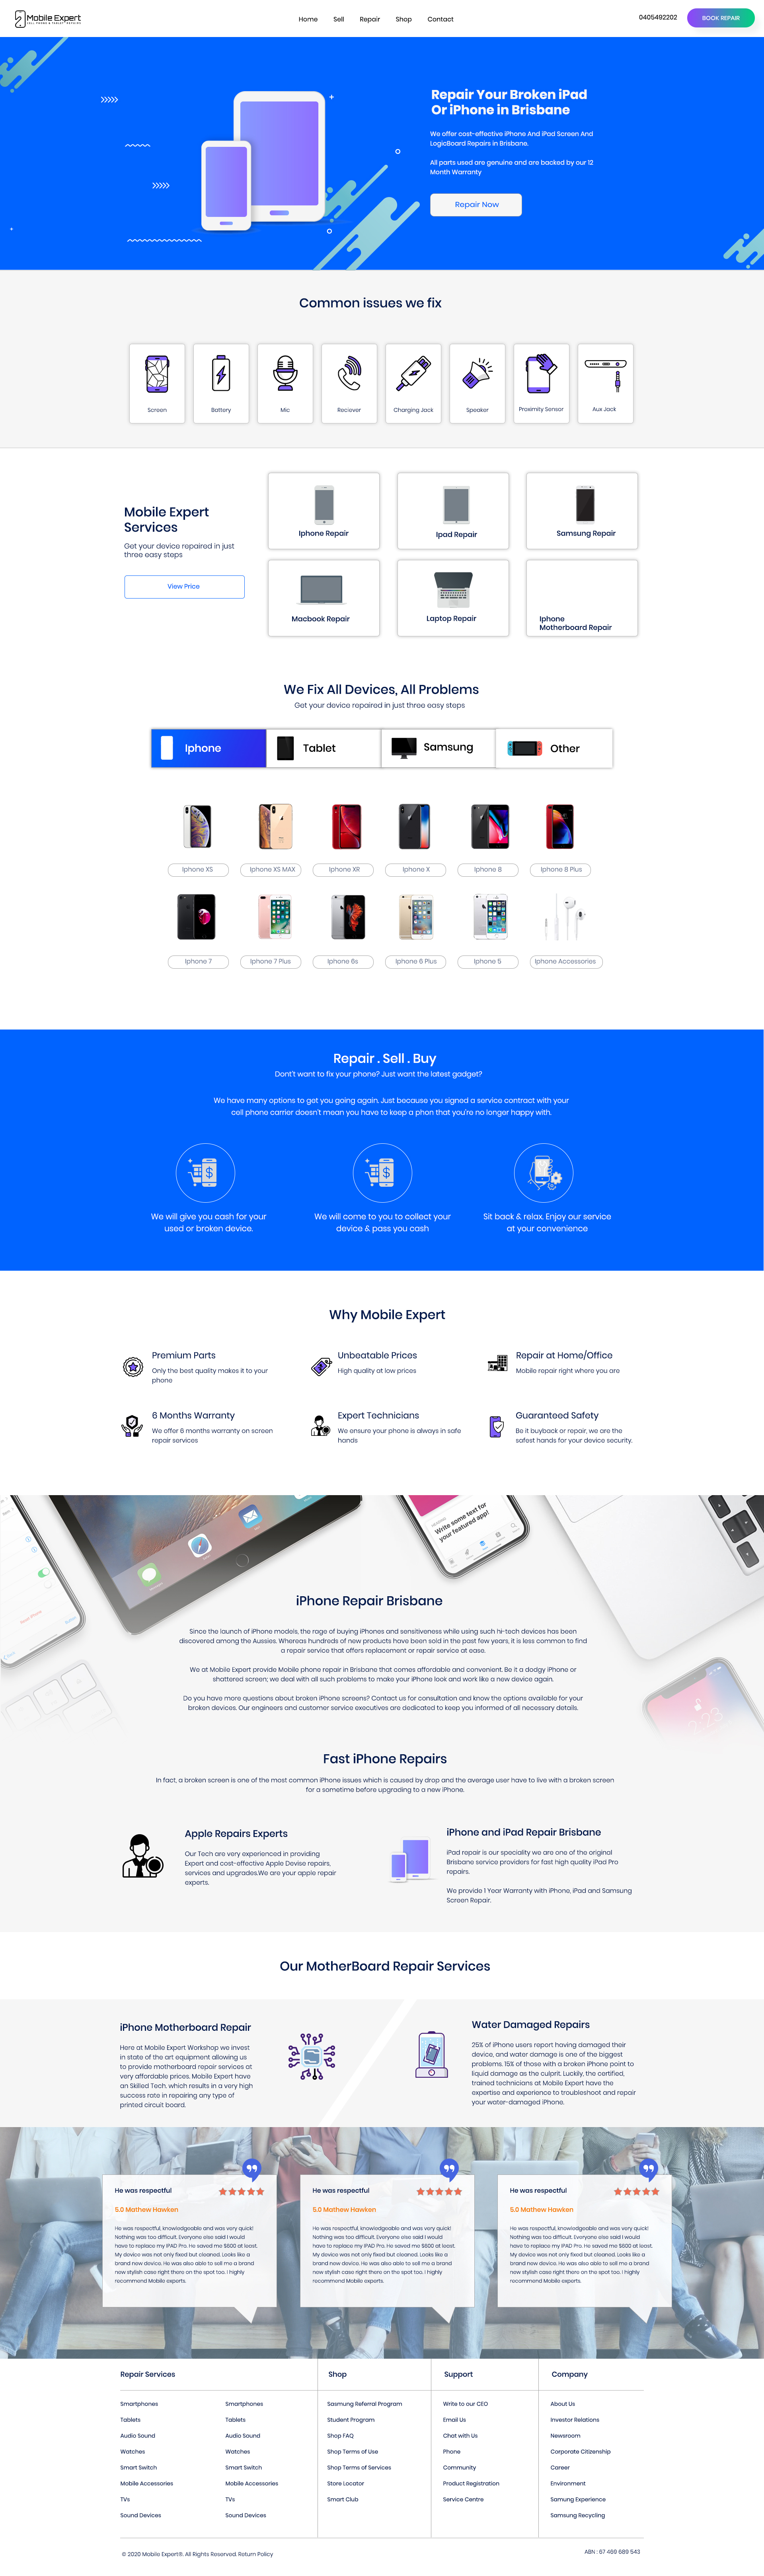 Mobile Expert
CELL PHONE & TABLET REPAIRS
Home Sell Repair Shop Contact
0405492202
BOOK REPAIR
Repair Your Broken iPad
Or iPhone in Brisbane
We offer cost-effective iPhone And iPad Screen And
LogicBoard Repairs in Brisbane.
All parts used are genuine and are backed by our 12
Month Warranty
Repair Now
Common issues we fix
Screen
Battery
Mic
Reciever
Charging Jack
Speaker
Proximity Sensor
Aux Jack
Mobile Expert
Services
Get your device repaired in just
three easy steps
View Price
Iphone Repair
Ipad Repair
Samsung Repair
Macbook Repair
Laptop Repair
Iphone
Motherboard Repair
We Fix All Devices, All Problems
Get your device repaired in just three easy steps
Iphone
Tablet
Samsung
Other
Iphone XS
Iphone XS MAX
Iphone XR
Iphone X
Iphone 8
Iphone 8 Plus
Iphone 7
Iphone 7 Plus
Iphone 6s
Iphone 6 Plus
Iphone 5
Iphone Accessories
Repair . Sell . Buy
Dont't want to fix your phone? Just want the latest gadget?
We have many options to get you going again. Just because you signed a service contract with your
cell phone carrier doesn't mean you have to keep a phon that you're no longer happy with.
We will give you cash for your
used or broken device.
We will come to you to collect your
device & pass you cash
Sit back & relax. Enjoy our service
at your convenience
Why Mobile Expert
Premium Parts
Only the best quality makes it to your
phone
Unbeatable Prices
High quality at low prices
Repair at Home/Office
Mobile repair right where you are
6 Months Warranty
We offer 6 months warranty on screen
repair services
Expert Technicians
We ensure your phone is always in safe
hands
Guaranteed Safety
Be it buyback or repair, we are the
safest hands for your device security.
Write some text for
your featured app!
iPhone Repair Brisbane
Since the launch of iPhone models, the rage of buying iPhones and sensitiveness while using such hi-tech devices has been
discovered among the Aussies. Whereas hundreds of new products have been sold in the past few years, it is less common to find
a repair service that offers replacement or repair service at ease.
We at Mobile Expert provide Mobile phone repair in Brisbane that comes affordable and convenient. Be it a dodgy iPhone or
shattered screen; we deal with all such problems to make your iPhone look and work like a new device again.
Do you have more questions about broken iPhone screens? Contact us for consultation and know the options available for your
broken devices. Our engineers and customer service executives are dedicated to keep you informed of all necessary details.
Fast iPhone Repairs
In fact, a broken screen is one of the most common iPhone issues which is caused by drop and the average user have to live with a broken screen
for a sometime before upgrading to a new iPhone.
Apple Repairs Experts
Our Tech are very experienced in providing
Expert and cost-effective Apple Devise repairs,
services and upgrades.We are your apple repair
experts.
iPhone and iPad Repair Brisbane
iPad repair is our speciality we are one of the original
Brisbane service providers for fast high quality iPad Pro
repairs.
We provide 1 Year Warranty with iPhone, iPad and Samsung
Screen Repair.
Our MotherBoard Repair Services
iPhone Motherboard Repair
Here at Mobile Expert Workshop we invest
in state of the art equipment allowing us
to provide motherboard repair services at
very affordable prices. Mobile Expert have
an Skilled Tech, which results in a very high
success rate in repairing any type of
printed circuit board.
Water Damaged Repairs
25% of iPhone users report having damaged their
device, and water damage is one of the biggest
problems. 15% of those with a broken iPhone point to
liquid damage as the culprit. Luckily, the certified,
trained technicians at Mobile Expert have the
expertise and experience to troubleshoot and repair
your water-damaged iPhone.
He was respectful
5.0 Mathew Hawken
He was respectful, knowledgeable and was very quick!
Nothing was too difficult. Everyone else said I would
have to replace my IPAD Pro. He saved me $600 at least.
My device was not only fixed but cleaned. Looks like a
brand new device. He was also able to sell me a brand
new stylish case right there on the spot too. I highly
recommend Mobile experts.
He was respectful
5.0 Mathew Hawken
He was respectful, knowledgeable and was very quick!
Nothing was too difficult. Everyone else said I would
have to replace my IPAD Pro. He saved me $600 at least.
My device was not only fixed but cleaned. Looks like a
brand new device. He was also able to sell me a brand
new stylish case right there on the spot too. I highly
recommend Mobile experts.
He was respectful
5.0 Mathew Hawken
He was respectful, knowledgeable and was very quick!
Nothing was too difficult. Everyone else said I would
have to replace my IPAD Pro. He saved me $600 at least.
My device was not only fixed but cleaned. Looks like a
brand new device. He was also able to sell me a brand
new stylish case right there on the spot too. I highly
recommend Mobile experts.
Repair Services
Smartphones
Tablets
Audio Sound
Watches
Smart Switch
Mobile Accessories
TVs
Sound Devices
Smartphones
Tablets
Audio Sound
Watches
Smart Switch
Mobile Accessories
TVs
Sound Devices
Shop
Sasmung Referral Program
Student Program
Shop FAQ
Shop Terms of Use
Shop Terms of Services
Store Locator
Smart Club
Support
Write to our CEO
Email Us
Chat with Us
Phone
Community
Product Registration
Service Centre
Company
About Us
Investor Relations
Newsroom
Corporate Citizenship
Career
Environment
Samung Experience
Samsung Recycling
© 2020 Mobile Expert®. All Rights Reserved. Return Policy
ABN : 67 469 689 543